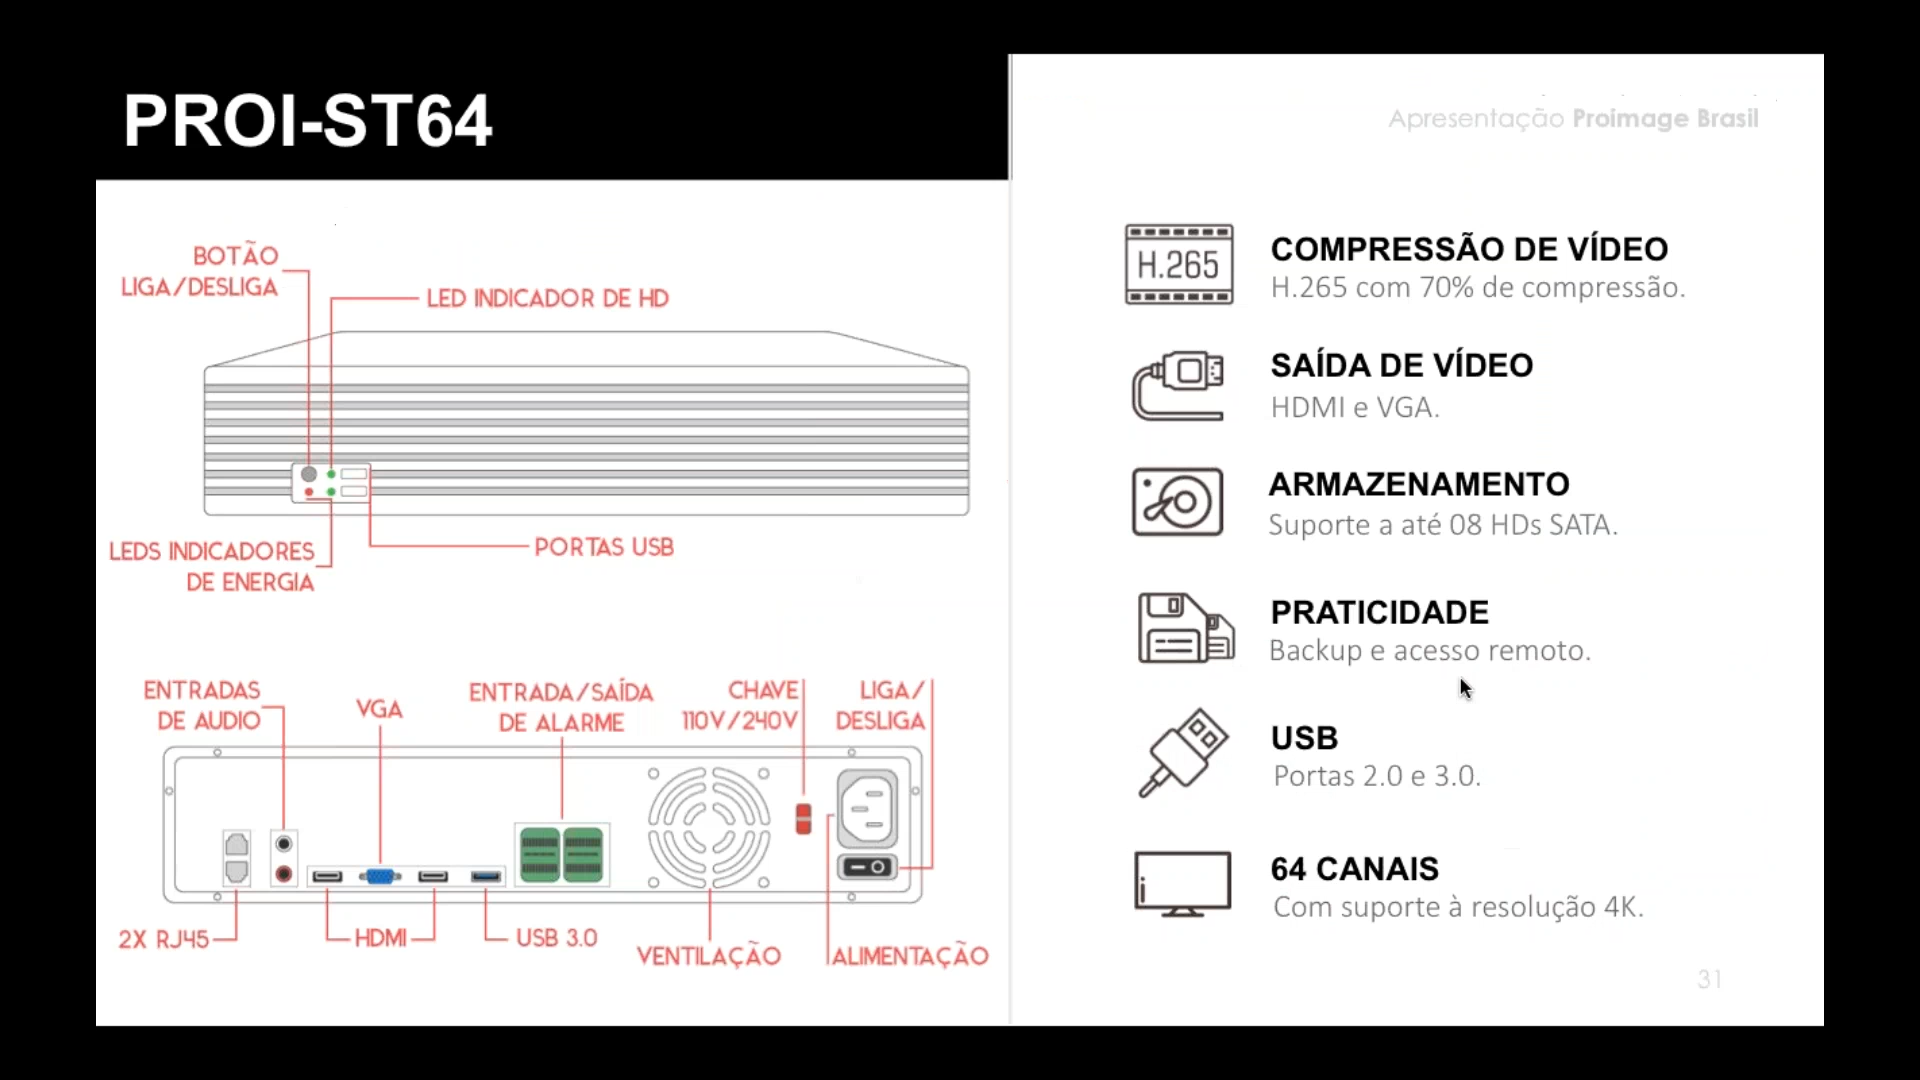 PROI-ST64
Apresentação Proimage Brasil
BOTÃO
LIGA/DESLIGA
LED INDICADOR DE HD
LEDS INDICADORES
DE ENERGIA
PORTAS USB
ENTRADAS
DE AUDIO
VGA
ENTRADA/SAÍDA
DE ALARME
CHAVE
110V/240V
LIGA/
DESLIGA
2X RJ45
HDMI
USB 3.0
VENTILAÇÃO
ALIMENTAÇÃO
H.265
COMPRESSÃO DE VÍDEO
H.265 com 70% de compressão.
SAÍDA DE VÍDEO
HDMI e VGA.
ARMAZENAMENTO
Suporte a até 08 HDs SATA.
PRATICIDADE
Backup e acesso remoto.
USB
Portas 2.0 e 3.0.
64 CANAIS
Com suporte à resolução 4K.
31